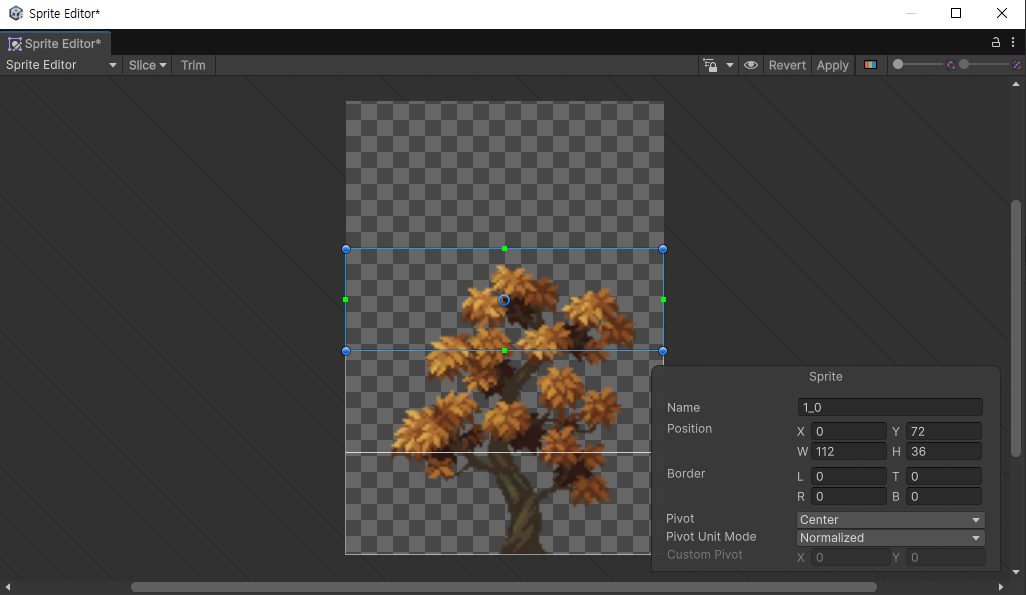 Sprite Editor*
Sprite Editor*
Sprite Editor Slice Trim Revert Apply
Sprite
Name 1_0
Position X 0 Y 72
W 112 H 36
Border L 0 T 0
R 0 B 0
Pivot Center
Pivot Unit Mode Normalized
Custom Pivot X 0 Y 0